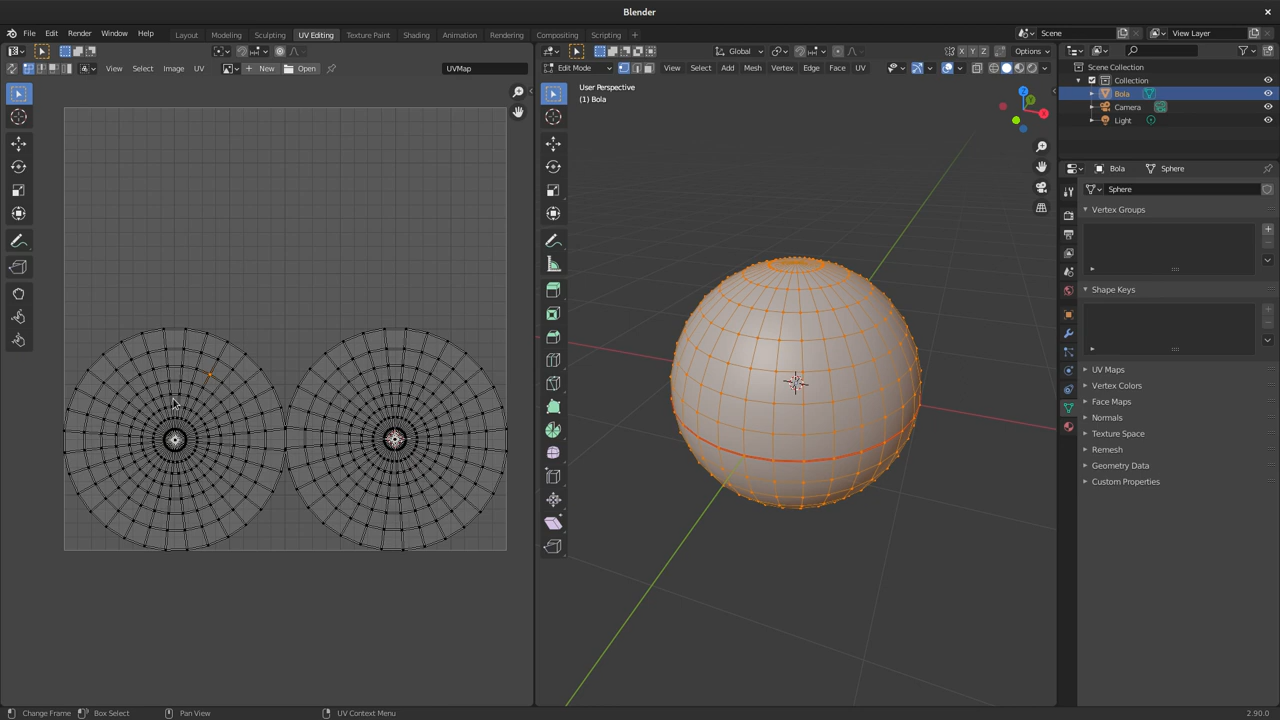 Blender
File Edit Render Window Help Layout Modeling Sculpting UV Editing Texture Paint Shading Animation Rendering Compositing Scripting Scene View Layer
Global Options
View Select Image UV New Open UVMap Edit Mode View Select Add Mesh Vertex Edge Face UV
User Perspective
(1) Bola
Z
Y
X
X Y Z
Scene Collection
Collection
Bola
Camera
Light
Bola Sphere
Sphere
Vertex Groups
Shape Keys
UV Maps
Vertex Colors
Face Maps
Normals
Texture Space
Remesh
Geometry Data
Custom Properties
Change Frame Box Select Pan View UV Context Menu 2.90.0